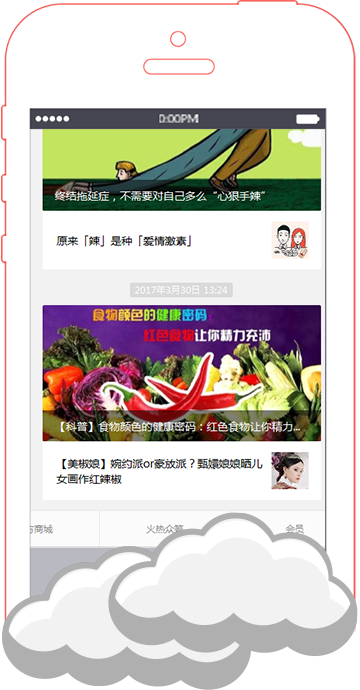 0:00PM
终结拖延症，不需要对自己多么“心狠手辣”
原来「辣」是种「爱情激素」
2017年3月30日 13:24
食物颜色的健康密码
红色食物让你精力充沛
【科普】食物颜色的健康密码：红色食物让你精力...
【美椒娘】婉约派or豪放派？甄嬛娘娘晒儿
女画作红辣椒
方商城
火热众筹
会员